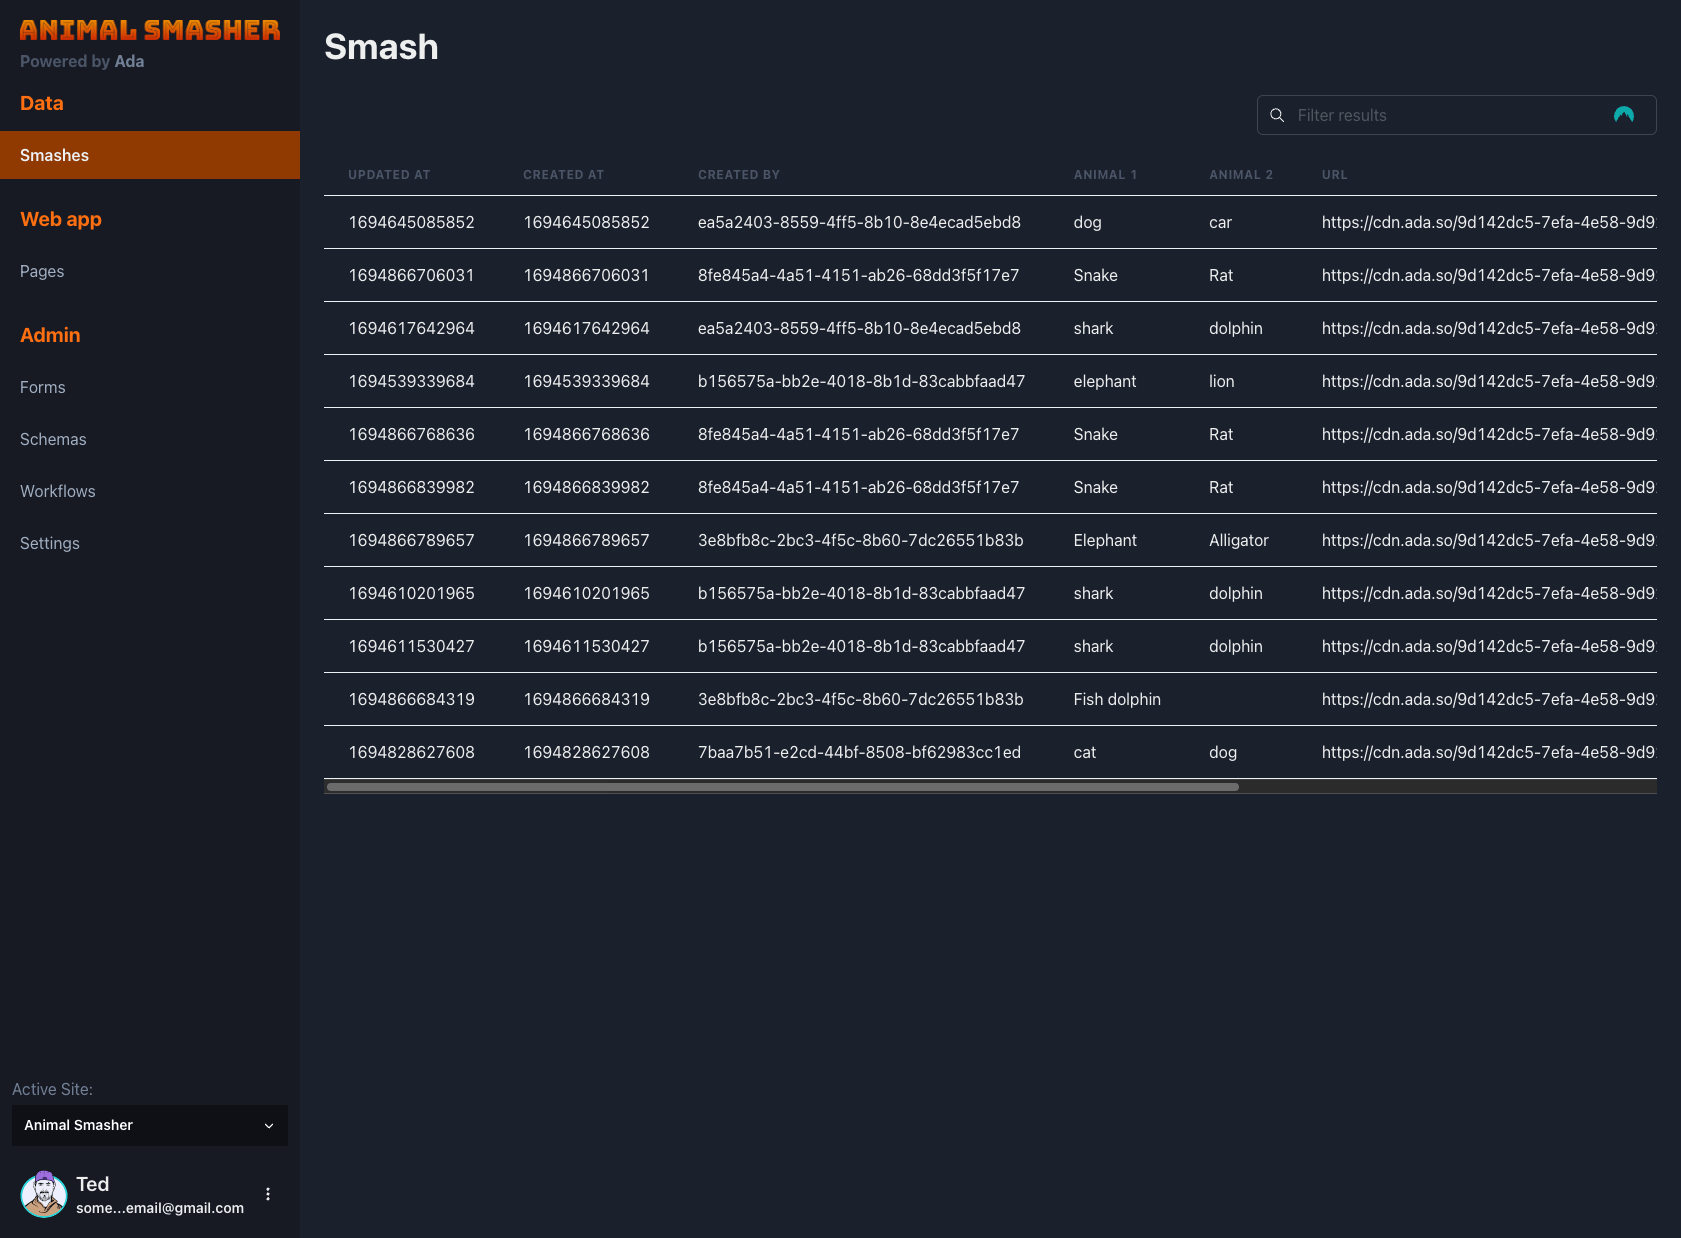 ANIMAL SMASHER
Powered by Ada
Data
Smashes
Web app
Pages
Admin
Forms
Schemas
Workflows
Settings
Active Site:
Animal Smasher
Ted
some...email@gmail.com
Smash
Filter results
UPDATED AT CREATED AT CREATED BY ANIMAL 1 ANIMAL 2 URL
1694645085852 1694645085852 ea5a2403-8559-4ff5-8b10-8e4ecad5ebd8 dog car https://cdn.ada.so/9d142dc5-7efa-4e58-9d9
1694866706031 1694866706031 8fe845a4-4a51-4151-ab26-68dd3f5f17e7 Snake Rat https://cdn.ada.so/9d142dc5-7efa-4e58-9d9
1694617642964 1694617642964 ea5a2403-8559-4ff5-8b10-8e4ecad5ebd8 shark dolphin https://cdn.ada.so/9d142dc5-7efa-4e58-9d9
1694539339684 1694539339684 b156575a-bb2e-4018-8b1d-83cabbfaad47 elephant lion https://cdn.ada.so/9d142dc5-7efa-4e58-9d9
1694866768636 1694866768636 8fe845a4-4a51-4151-ab26-68dd3f5f17e7 Snake Rat https://cdn.ada.so/9d142dc5-7efa-4e58-9d9
1694866839982 1694866839982 8fe845a4-4a51-4151-ab26-68dd3f5f17e7 Snake Rat https://cdn.ada.so/9d142dc5-7efa-4e58-9d9
1694866789657 1694866789657 3e8bfb8c-2bc3-4f5c-8b60-7dc26551b83b Elephant Alligator https://cdn.ada.so/9d142dc5-7efa-4e58-9d9
1694610201965 1694610201965 b156575a-bb2e-4018-8b1d-83cabbfaad47 shark dolphin https://cdn.ada.so/9d142dc5-7efa-4e58-9d9
1694611530427 1694611530427 b156575a-bb2e-4018-8b1d-83cabbfaad47 shark dolphin https://cdn.ada.so/9d142dc5-7efa-4e58-9d9
1694866684319 1694866684319 3e8bfb8c-2bc3-4f5c-8b60-7dc26551b83b Fish dolphin https://cdn.ada.so/9d142dc5-7efa-4e58-9d9
1694828627608 1694828627608 7baa7b51-e2cd-44bf-8508-bf62983cc1ed cat dog https://cdn.ada.so/9d142dc5-7efa-4e58-9d9